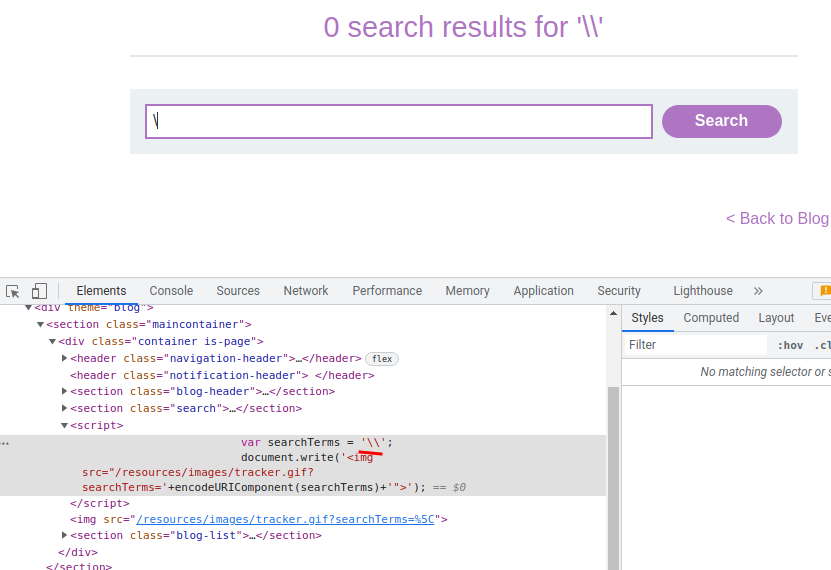 0 search results for '\\'
\
Search
< Back to Blog
Elements Console Sources Network Performance Memory Application Security Lighthouse »
<div theme="blog">
<section class="maincontainer">
<div class="container is-page">
<header class="navigation-header">…</header> flex
<header class="notification-header"> </header>
<section class="blog-header">…</section>
<section class="search">…</section>
<script>
var searchTerms = '\\';
document.write('<img
src="/resources/images/tracker.gif?
searchTerms='+encodeURIComponent(searchTerms)+'">'); == $0
</script>
<img src="/resources/images/tracker.gif?searchTerms=%5C">
<section class="blog-list">…</section>
</div>
</section>
Styles Computed Layout Eve
Filter :hov .cl
No matching selector or s